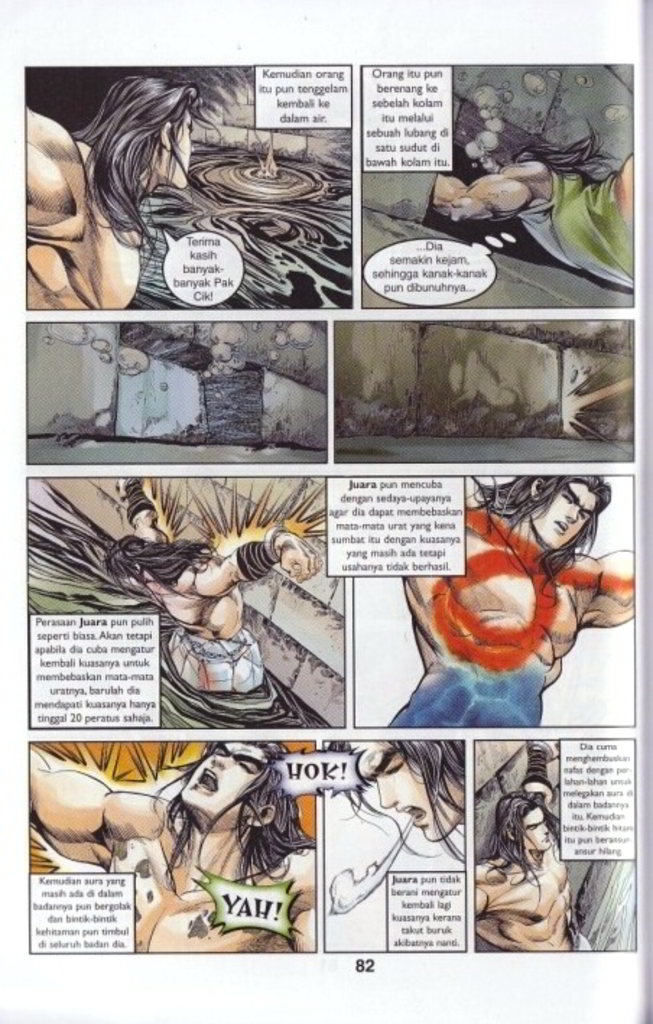 Kemudian orang
itu pun tenggelam
kembali ke
dalam air.
Terima
kasih
banyak-
banyak Pak
Cik!
Orang itu pun
berenang ke
sebelah kolam
itu melalui
sebuah lubang di
satu sudut di
bawah kolam itu.
...Dia
semakin kejam,
sehingga kanak-kanak
pun dibunuhnya...
Perasaan Juara pun pulih
seperti biasa. Akan tetapi
apabila dia cuba mengatur
kembali kuasanya untuk
membebaskan mata-mata
uratnya, barulah dia
mendapati kuasanya hanya
tinggal 20 peratus sahaja.
Juara pun mencuba
dengan sedaya-upayanya
agar dia dapat membebaskan
mata-mata urat yang kena
sumbat itu dengan kuasanya
yang masih ada tetapi
usahanya tidak berhasil.
HOK!
YAH!
Kemudian aura yang
masih ada di dalam
badannya pun bergolak
dan bintik-bintik
kehitaman pun timbul
di seluruh badan dia.
Juara pun tidak
berani mengatur
kembali lagi
kuasanya kerana
takut buruk
akibatnya nanti.
Dia cuma
menghembuskan
nafas dengan per-
lahan-lahan untuk
melegakan aura di
dalam badannya
itu. Kemudian
bintik-bintik hitam
itu pun beransur-
ansur hilang.
82